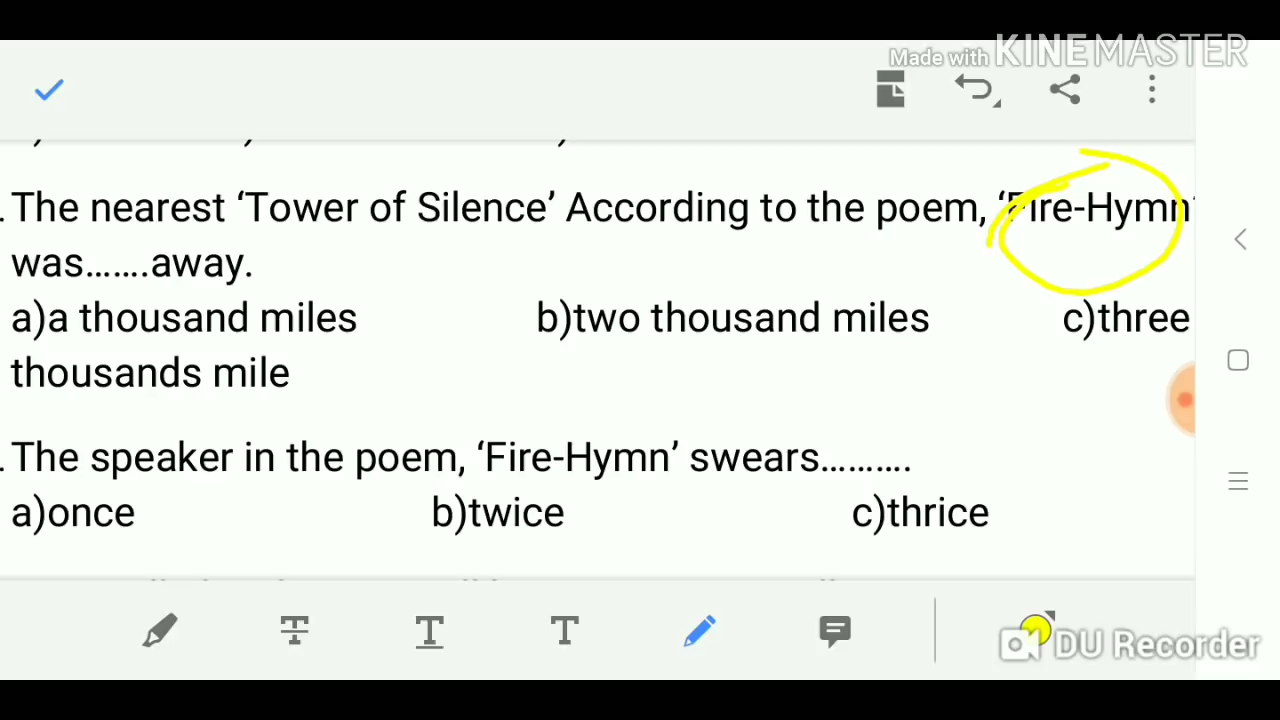 Made with KINEMASTER
.The nearest ‘Tower of Silence’ According to the poem, ‘Fire-Hymn’
was…….away.
a)a thousand miles b)two thousand miles c)three
thousands mile
.The speaker in the poem, ‘Fire-Hymn’ swears……….
a)once b)twice c)thrice
DU Recorder